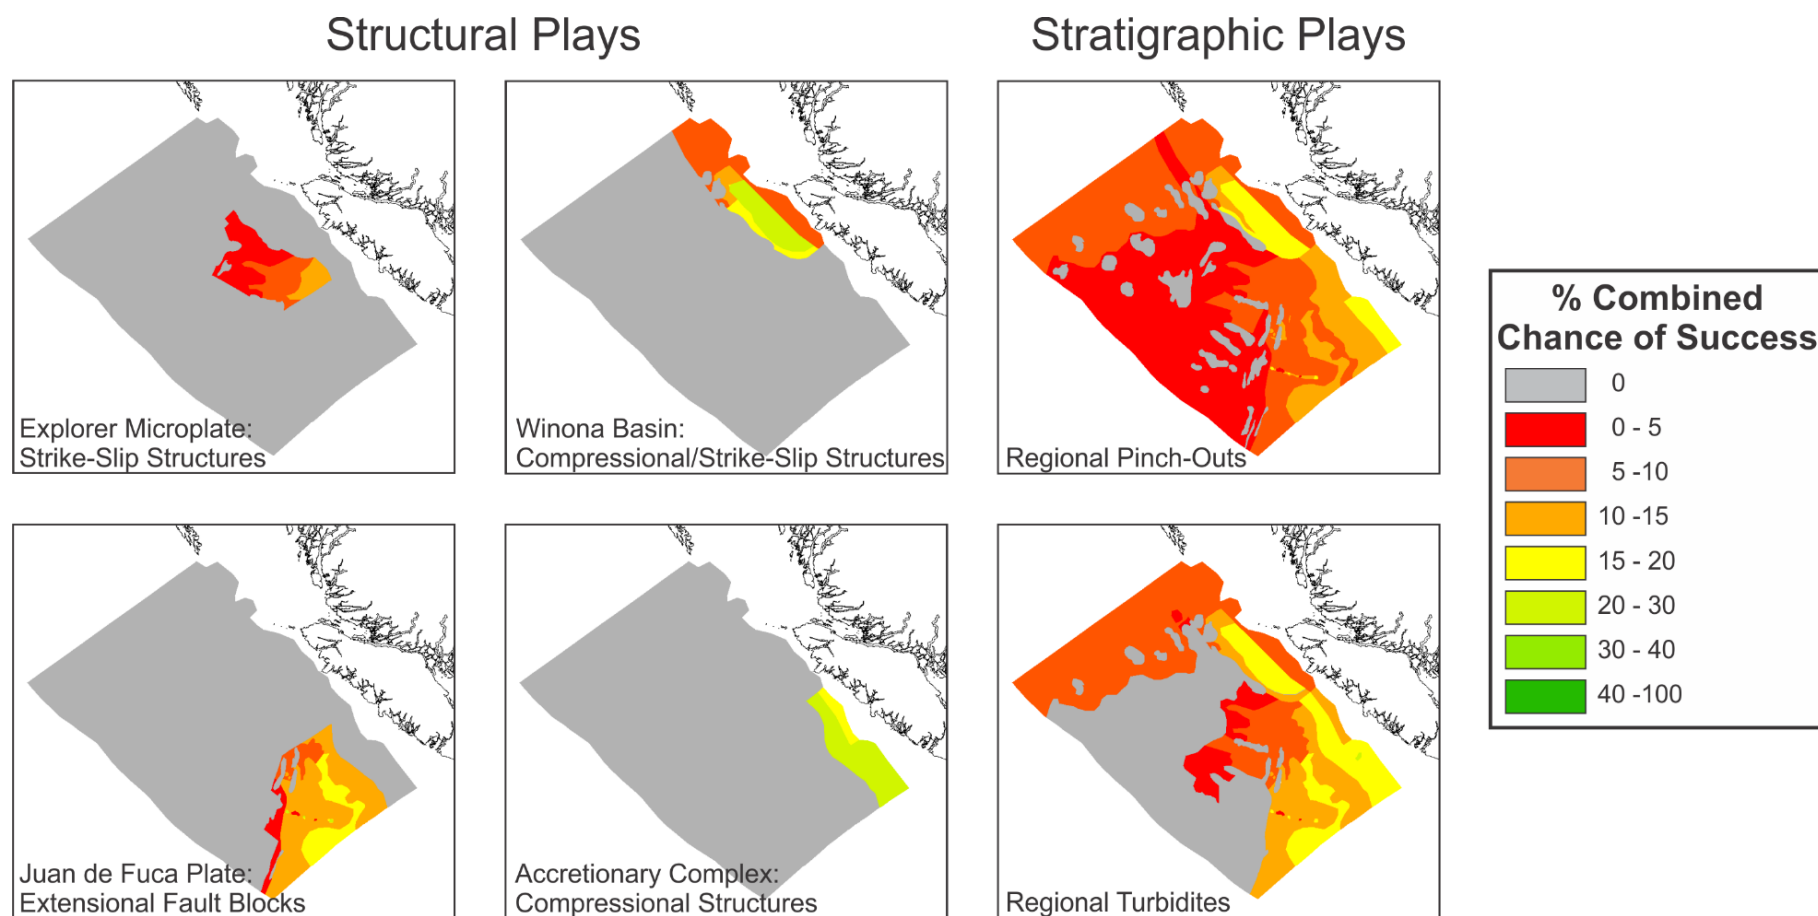 Structural Plays
Stratigraphic Plays
Explorer Microplate:
Strike-Slip Structures
Winona Basin:
Compressional/Strike-Slip Structures
Regional Pinch-Outs
Juan de Fuca Plate:
Extensional Fault Blocks
Accretionary Complex:
Compressional Structures
Regional Turbidites
% Combined
Chance of Success
0
0 - 5
5 -10
10 -15
15 - 20
20 - 30
30 - 40
40 -100